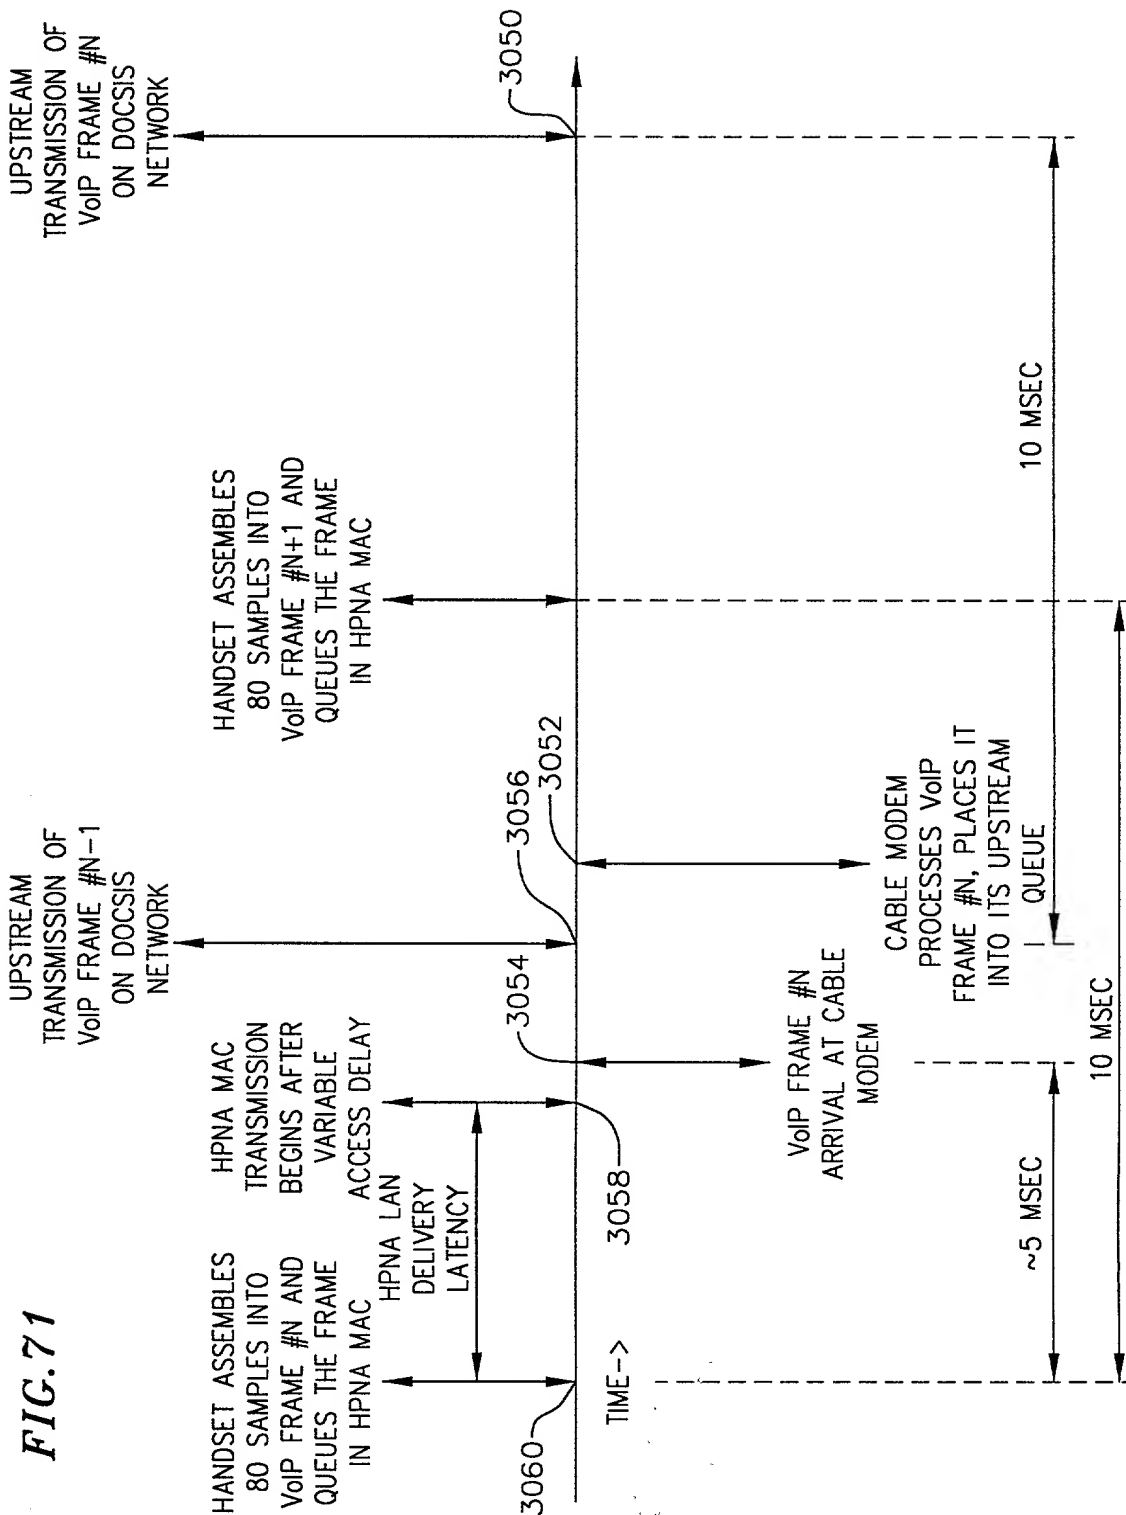 FIG.71
HANDSET ASSEMBLES
80 SAMPLES INTO
VoIP FRAME #N AND
QUEUES THE FRAME
IN HPNA MAC
HPNA MAC
TRANSMISSION
BEGINS AFTER
VARIABLE
ACCESS DELAY
HPNA LAN
DELIVERY
LATENCY
UPSTREAM
TRANSMISSION OF
VoIP FRAME #N-1
ON DOCSIS
NETWORK
HANDSET ASSEMBLES
80 SAMPLES INTO
VoIP FRAME #N+1 AND
QUEUES THE FRAME
IN HPNA MAC
UPSTREAM
TRANSMISSION OF
VoIP FRAME #N
ON DOCSIS
NETWORK
3060
3054
3056
3052
3050
TIME-->
3058
VoIP FRAME #N
ARRIVAL AT CABLE
MODEM
CABLE MODEM
PROCESSES VoIP
FRAME #N, PLACES IT
INTO ITS UPSTREAM
QUEUE
~5 MSEC
10 MSEC
10 MSEC